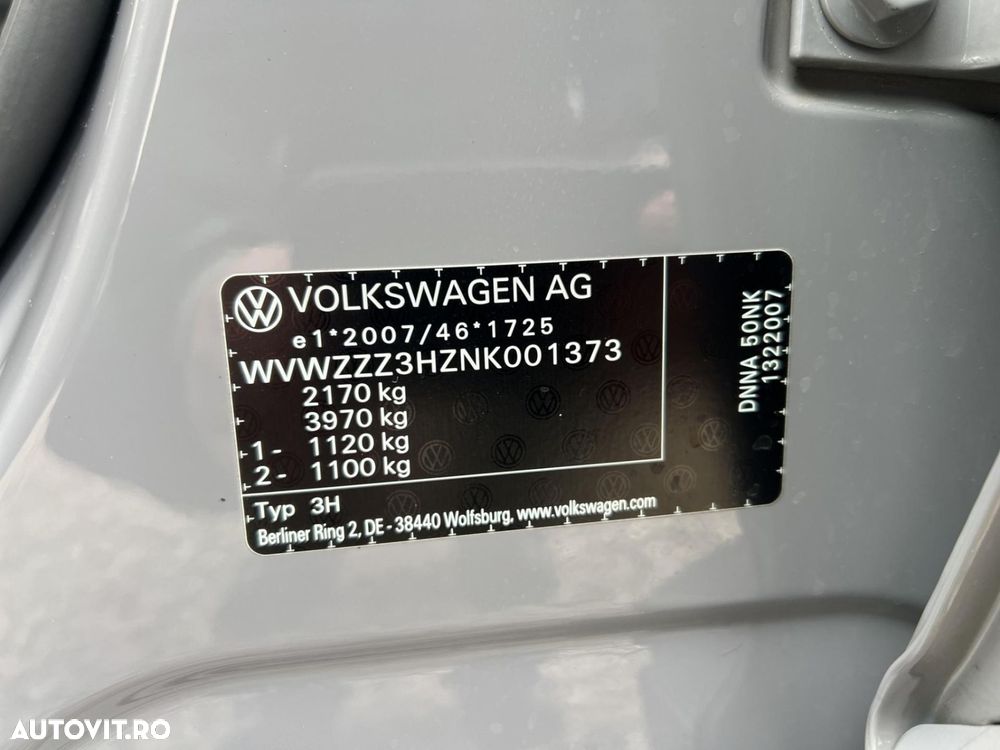 VOLKSWAGEN AG
e1*2007/46*1725
WVWZZZ3HZNK001373
2170 kg
3970 kg
1- 1120 kg
2- 1100 kg
Typ 3H
Berliner Ring 2, DE - 38440 Wolfsburg, www.volkswagen.com
DNNA 50NK
1322007
AUTOVIT.RO